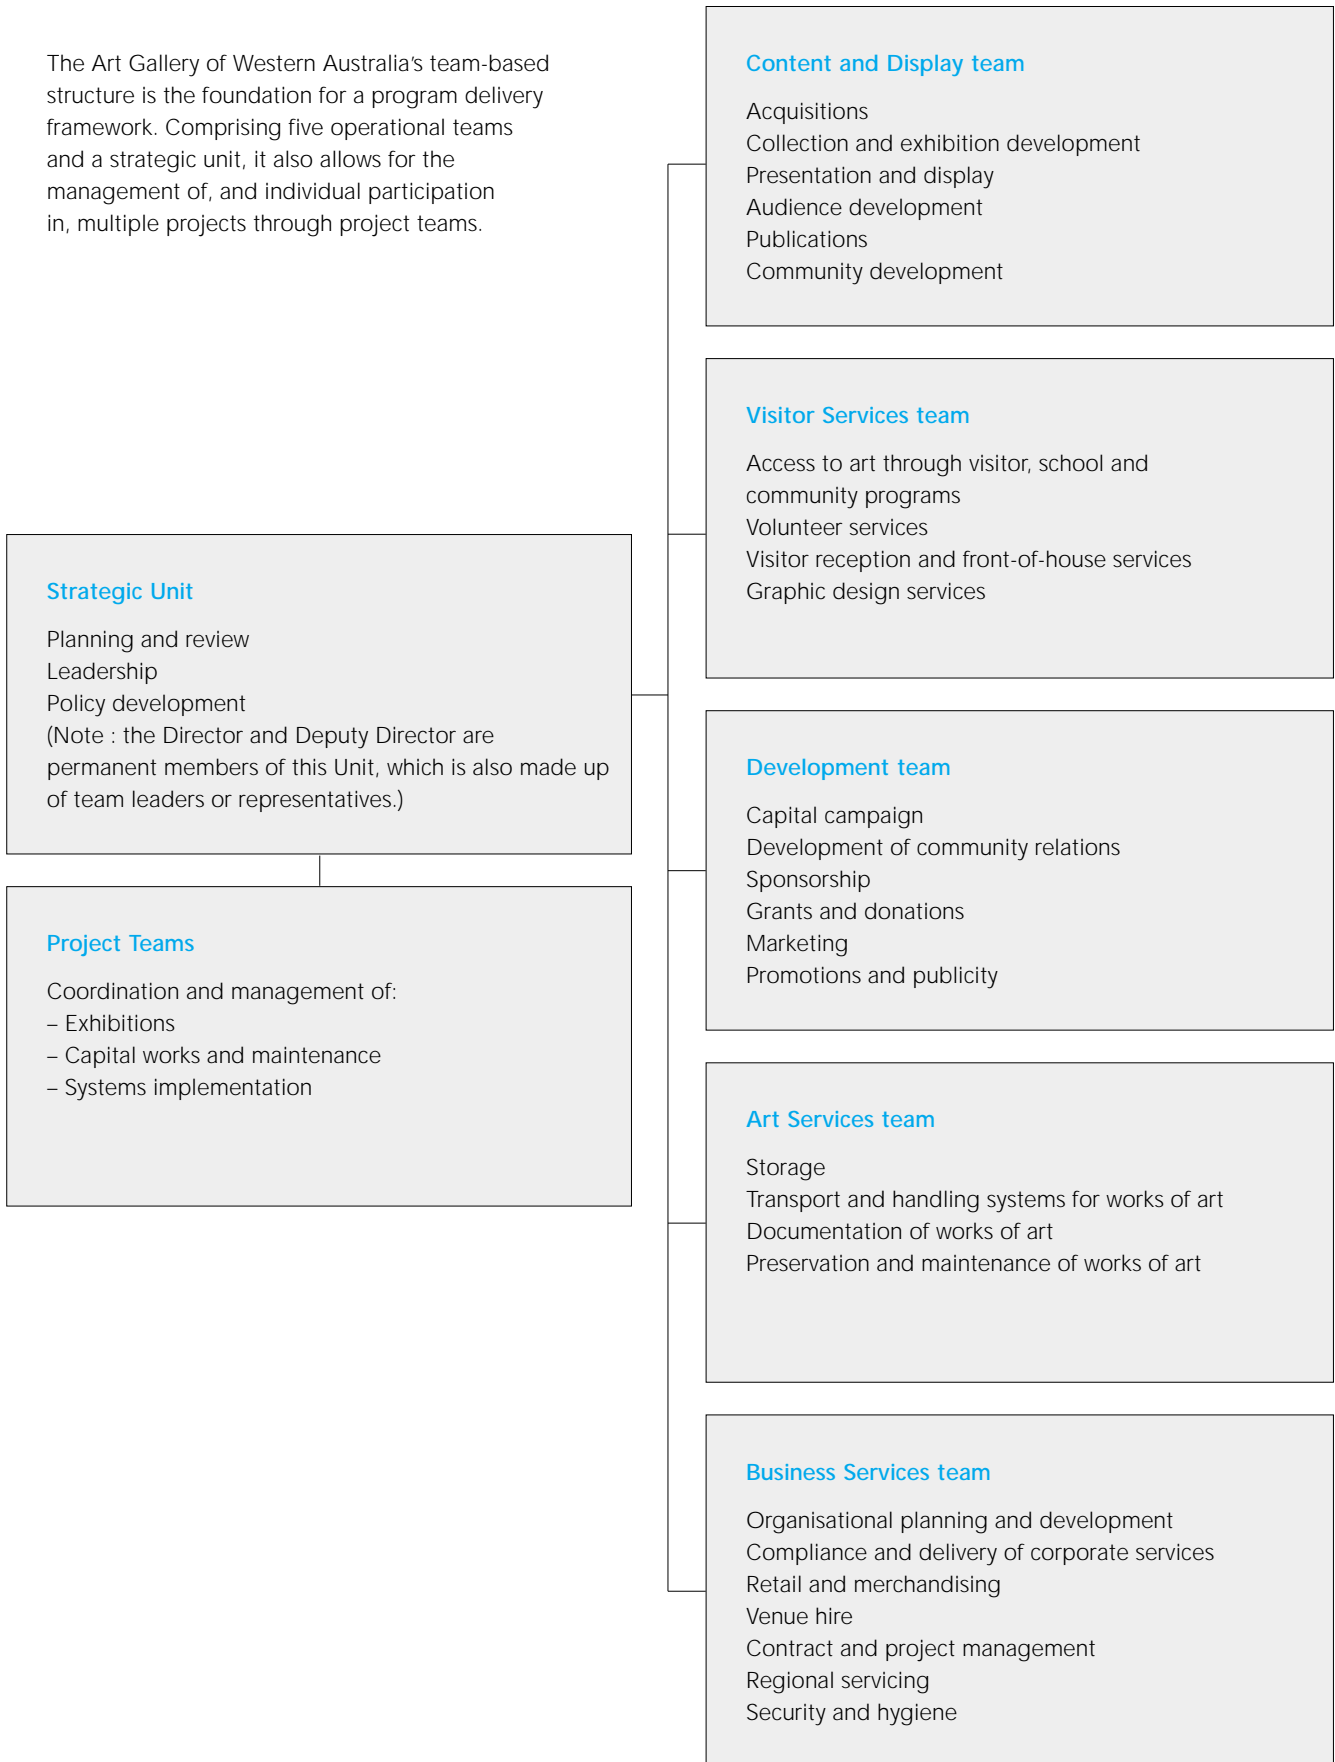 The Art Gallery of Western Australia's team-based
structure is the foundation for a program delivery
framework. Comprising five operational teams
and a strategic unit, it also allows for the
management of, and individual participation
in, multiple projects through project teams.
Strategic Unit
Planning and review
Leadership
Policy development
(Note : the Director and Deputy Director are
permanent members of this Unit, which is also made up
of team leaders or representatives.)
Project Teams
Coordination and management of:
– Exhibitions
– Capital works and maintenance
– Systems implementation
Content and Display team
Acquisitions
Collection and exhibition development
Presentation and display
Audience development
Publications
Community development
Visitor Services team
Access to art through visitor, school and
community programs
Volunteer services
Visitor reception and front-of-house services
Graphic design services
Development team
Capital campaign
Development of community relations
Sponsorship
Grants and donations
Marketing
Promotions and publicity
Art Services team
Storage
Transport and handling systems for works of art
Documentation of works of art
Preservation and maintenance of works of art
Business Services team
Organisational planning and development
Compliance and delivery of corporate services
Retail and merchandising
Venue hire
Contract and project management
Regional servicing
Security and hygiene